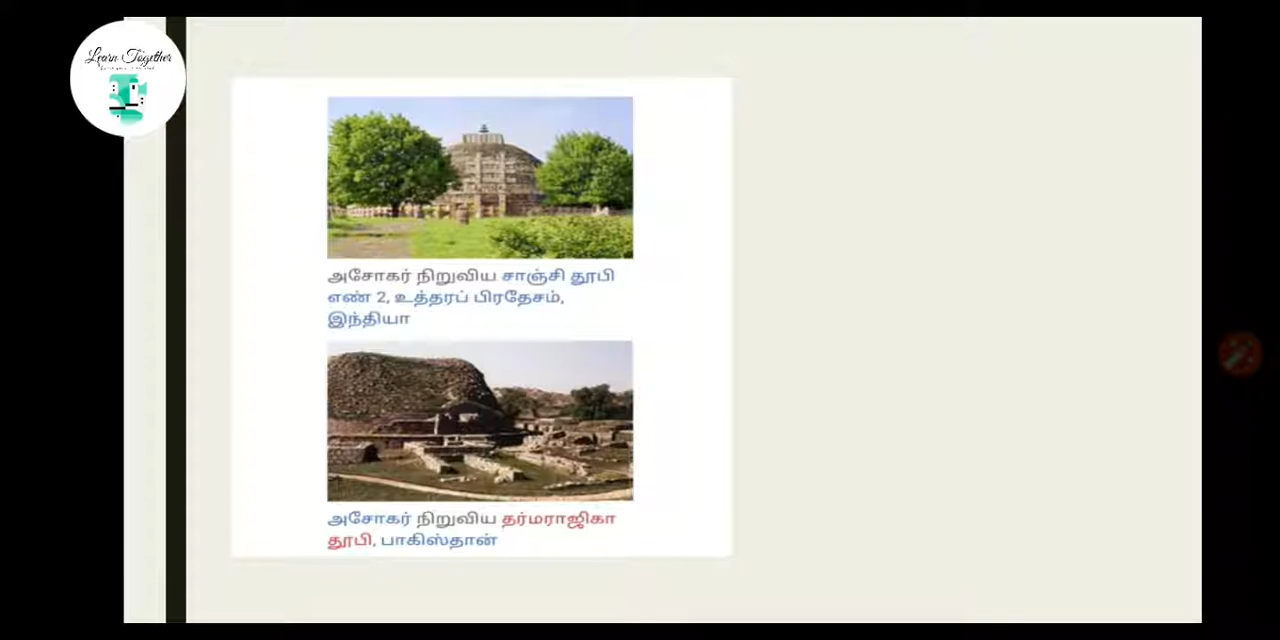 Learn Together
அசோகர் நிறுவிய சாஞ்சி தூபி
எண் 2, உத்தரப் பிரதேசம்,
இந்தியா
அசோகர் நிறுவிய தர்மராஜிகா
தூபி, பாகிஸ்தான்